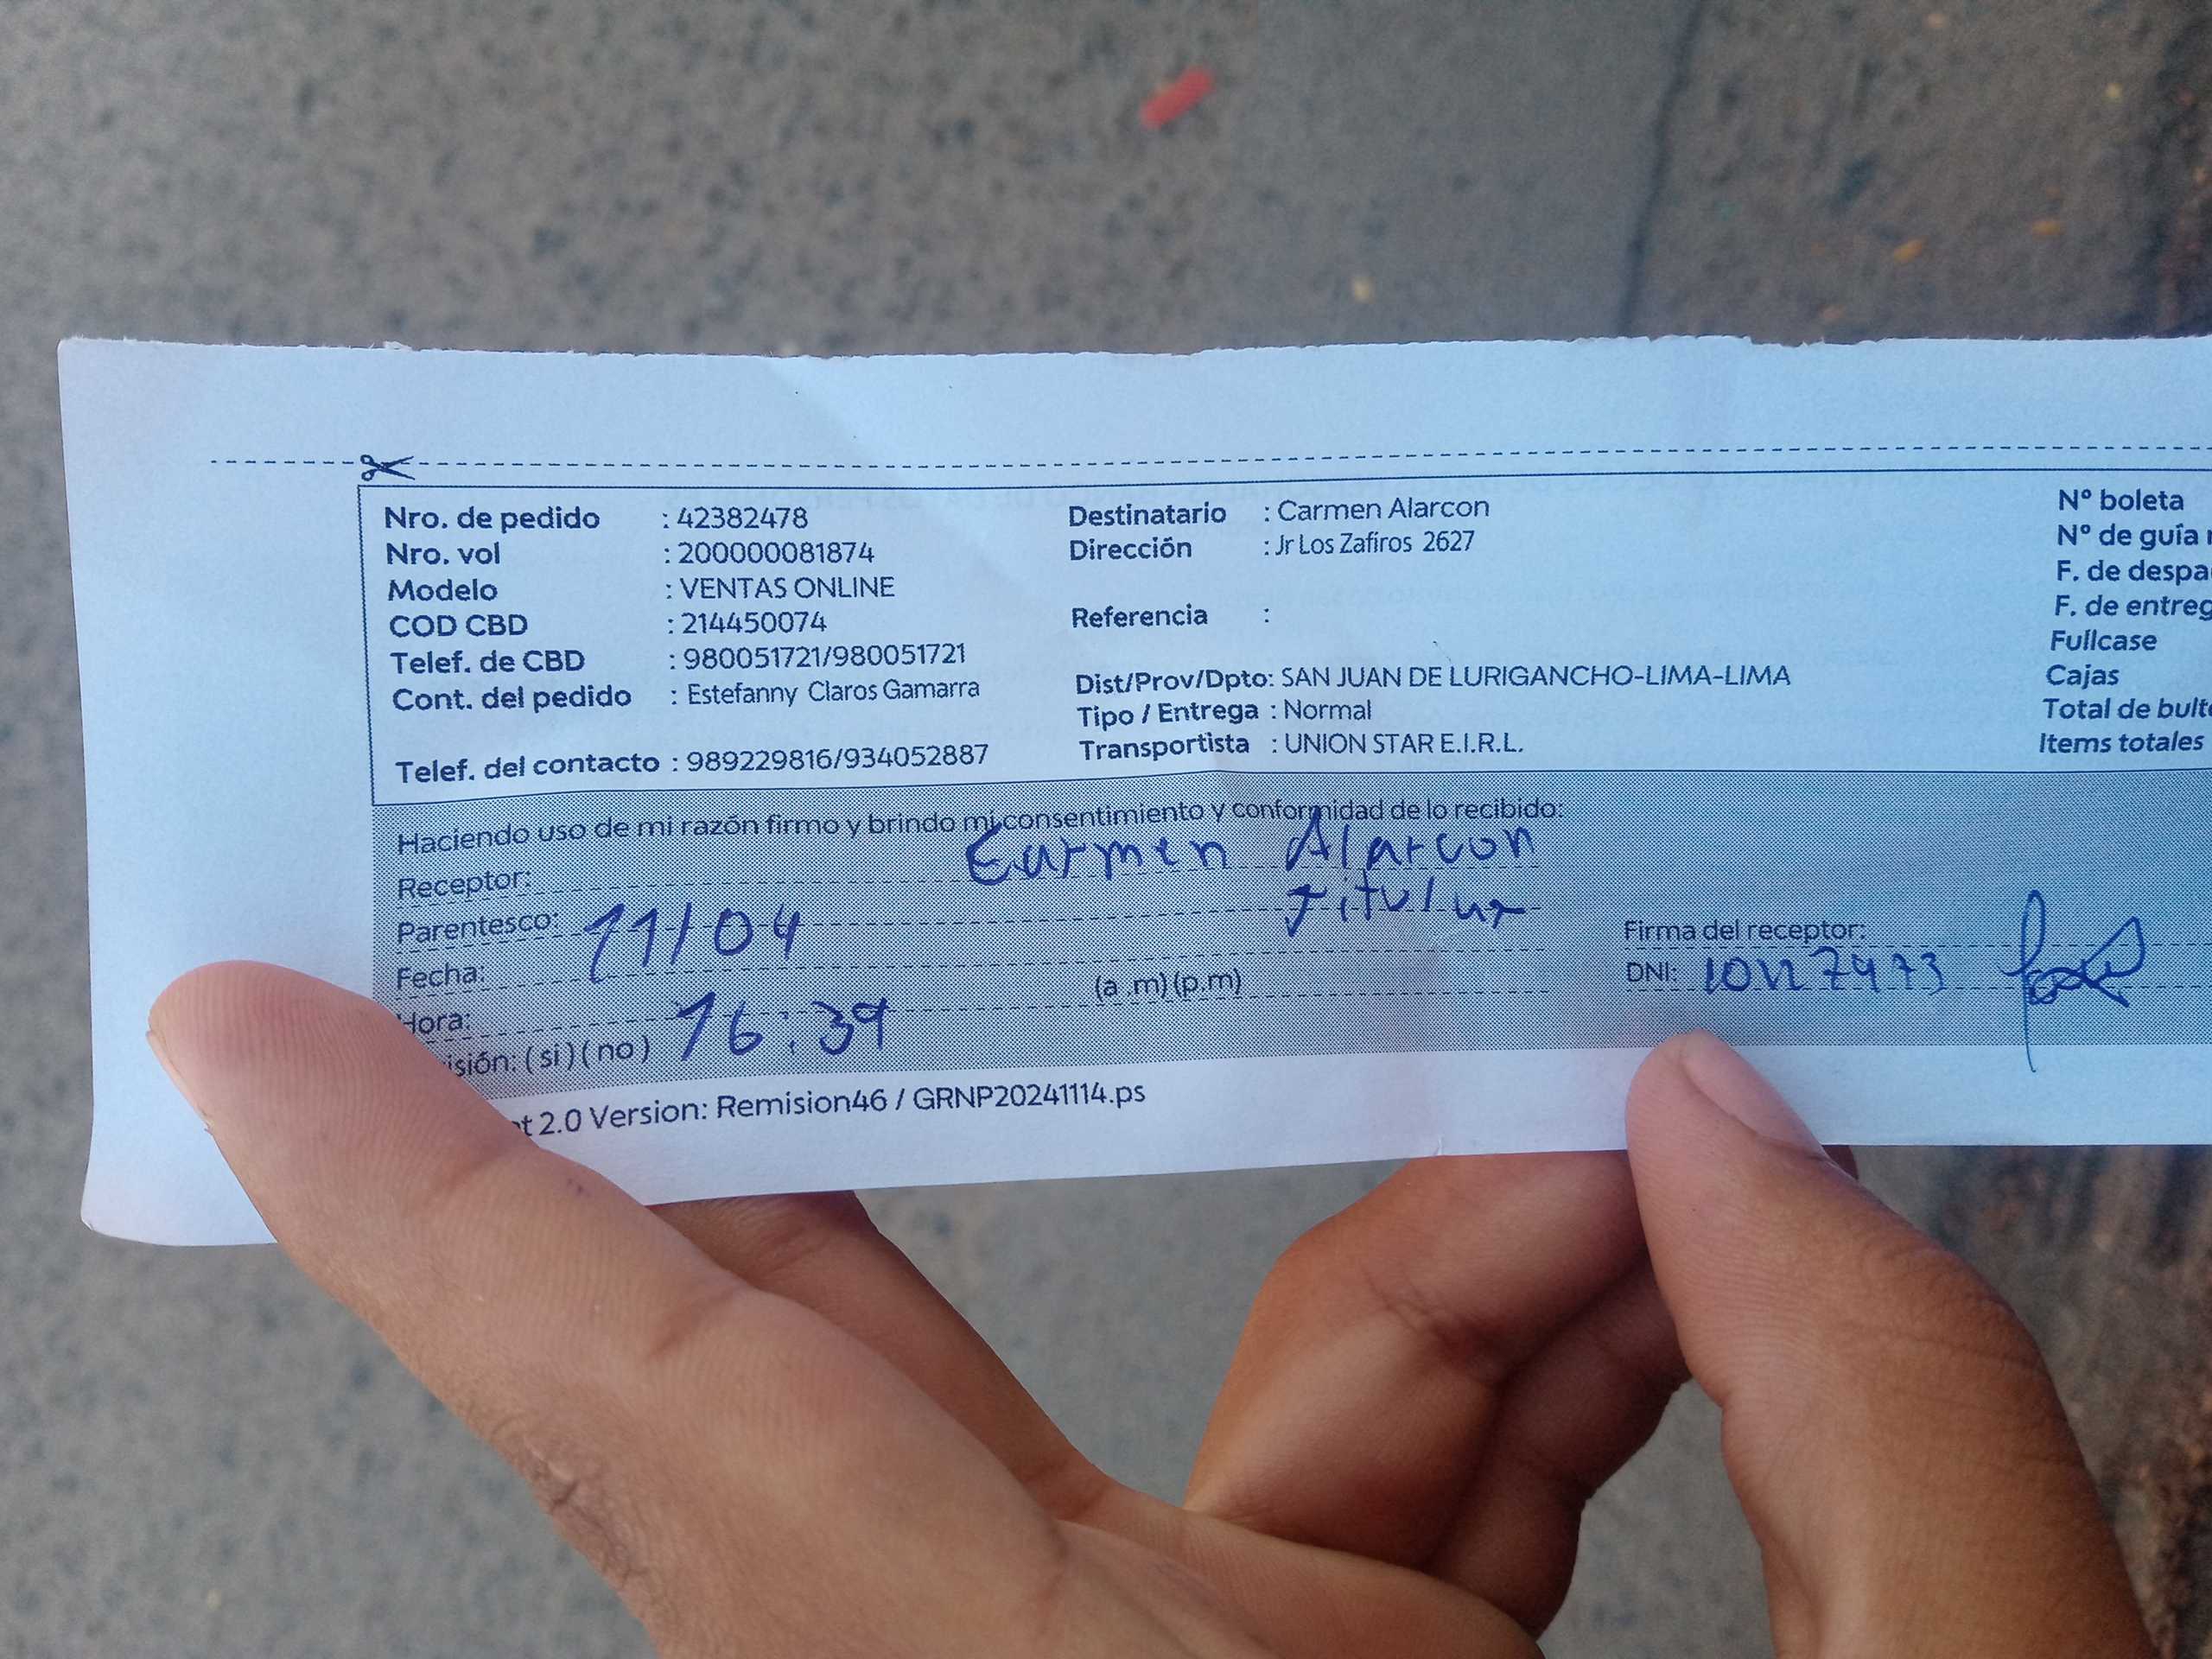 Nro. de pedido : 42382478
Nro. vol : 200000081874
Modelo : VENTAS ONLINE
COD CBD : 214450074
Telef. de CBD : 980051721/980051721
Cont. del pedido : Estefanny Claros Gamarra
Telef. del contacto : 989229816/934052887
Destinatario : Carmen Alarcon
Dirección : Jr Los Zafiros 2627
Referencia :
Dist/Prov/Dpto: SAN JUAN DE LURIGANCHO-LIMA-LIMA
Tipo / Entrega : Normal
Transportista : UNION STAR E.I.R.L.
Nº boleta
Nº de guía
F. de despa
F. de entreg
Fullcase
Cajas
Total de bult
Items totales
Haciendo uso de mi razón firmo y brindo mi consentimiento y conformidad de lo recibido:
Receptor: Carmen Alarcon
Parentesco: Titular
Fecha: 11/04
Hora: 16:39 (a.m)(p.m)
isión: (si)(no)
Firma del receptor:
DNI:
t 2.0 Version: Remision46 / GRNP20241114.ps